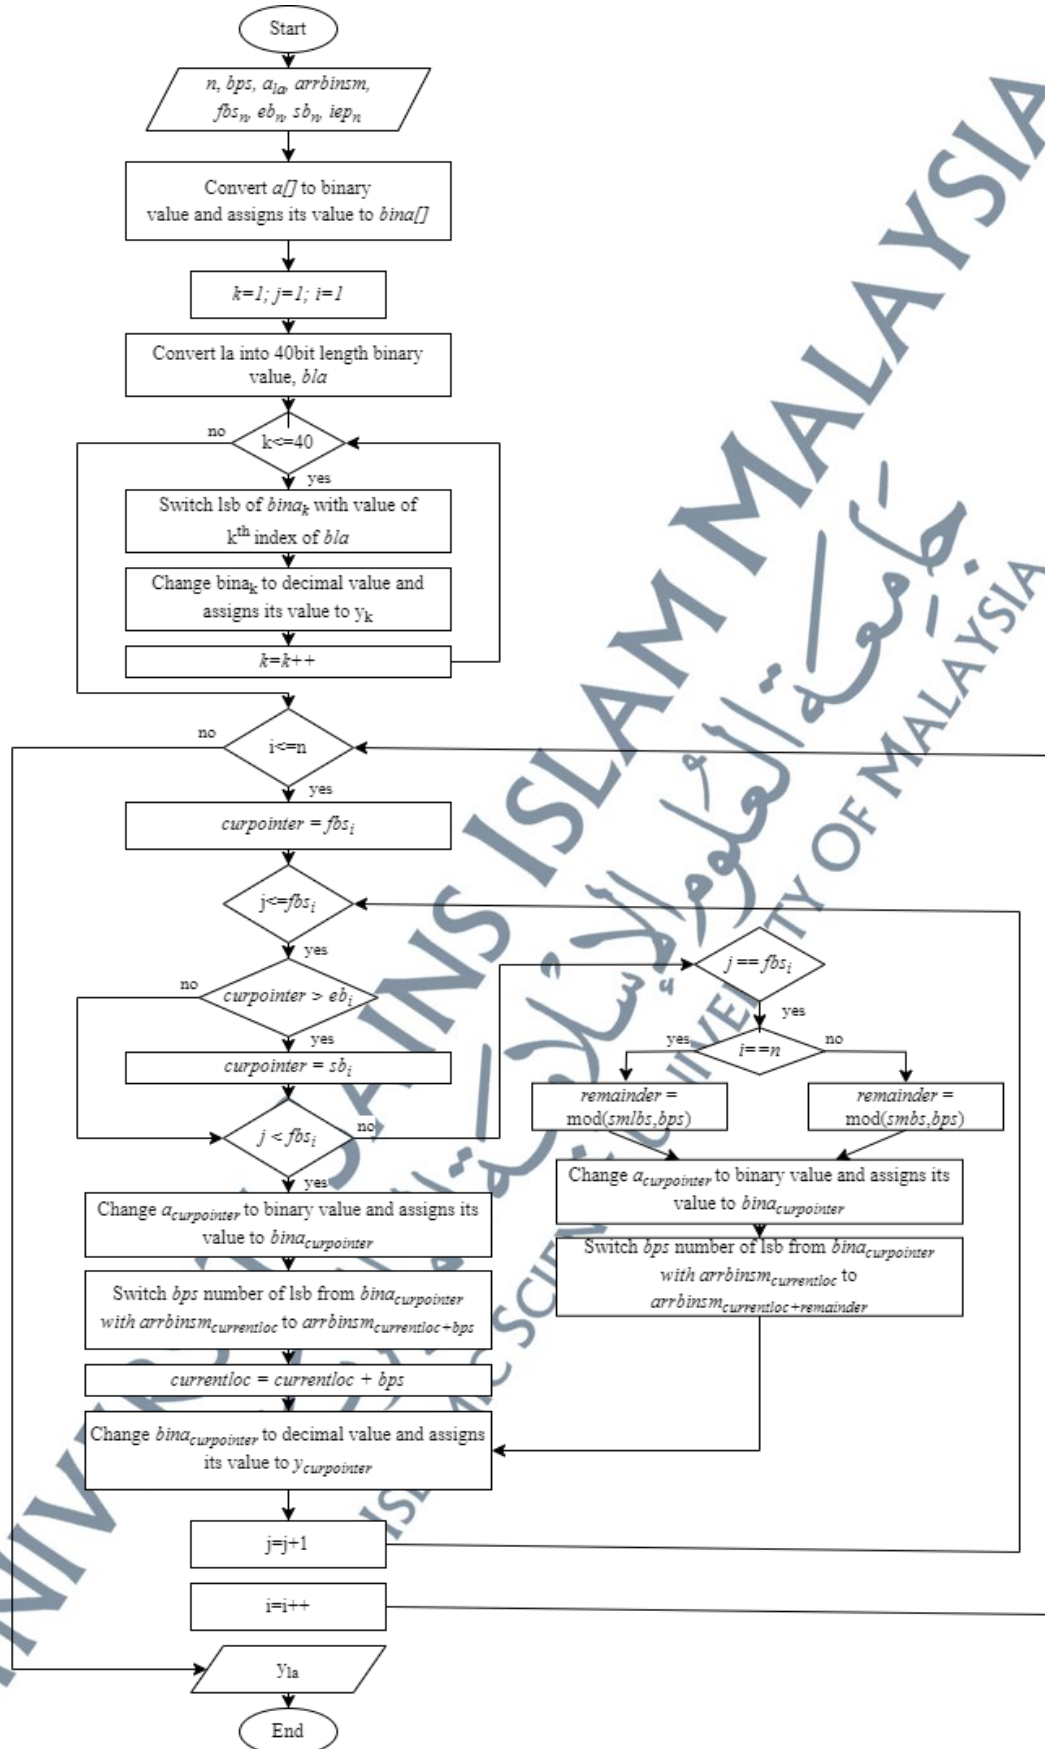 Start
n, bps, a_la, arrbinsm,
fbs_n, eb_n, sb_n, iep_n
Convert a[] to binary
value and assigns its value to bina[]
k=1; j=1; i=1
Convert la into 40bit length binary
value, bla
k<=40
no
yes
Switch lsb of bina_k with value of
k^th index of bla
Change bina_k to decimal value and
assigns its value to y_k
k=k++
i<=n
no
yes
curpointer = fbs_i
j<=fbs_i
yes
curpointer > eb_i
no
yes
curpointer = sb_i
j < fbs_i
no
yes
Change a_curpointer to binary value and assigns its
value to bina_curpointer
Switch bps number of lsb from bina_curpointer
with arrbinsm_currentloc to arrbinsm_currentloc+bps
currentloc = currentloc + bps
Change bina_curpointer to decimal value and assigns
its value to y_curpointer
j=j+1
i=i++
y_la
End
j == fbs_i
yes
i==n
yes
no
remainder =
mod(smlbs,bps)
remainder =
mod(smbs,bps)
Change a_curpointer to binary value and assigns its
value to bina_curpointer
Switch bps number of lsb from bina_curpointer
with arrbinsm_currentloc to
arrbinsm_currentloc+remainder
SAINS ISLAM MALAYSIA
OF MALAYSIA